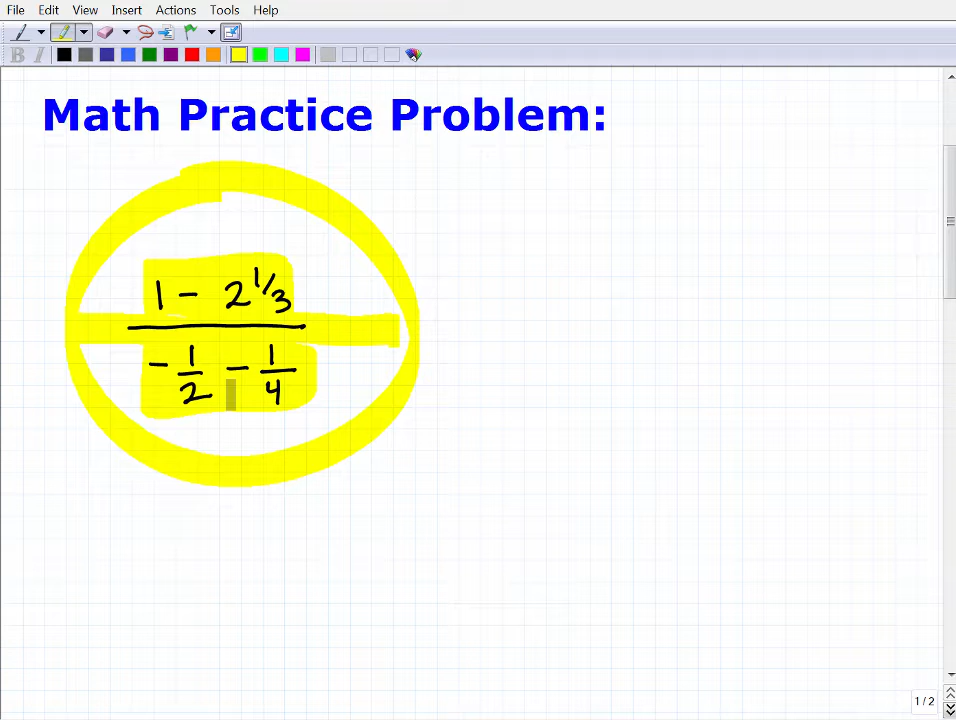 File Edit View Insert Actions Tools Help
B I
Math Practice Problem:
1 - 2 1/3
- 1/2 - 1/4
1 / 2